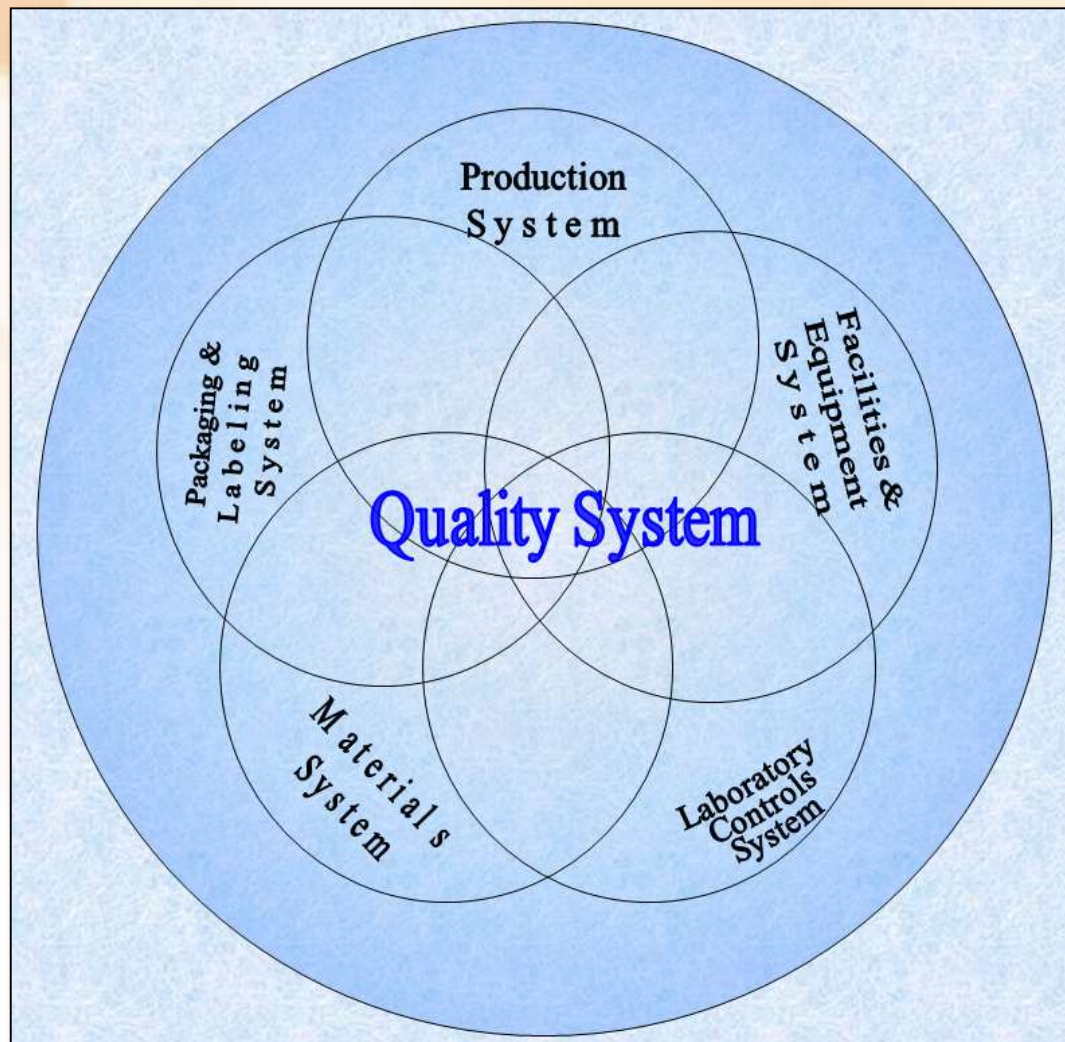 Production
System
Packaging &
Labeling
System
Facilities &
Equipment
System
Quality System
Materials
System
Laboratory
Controls
System